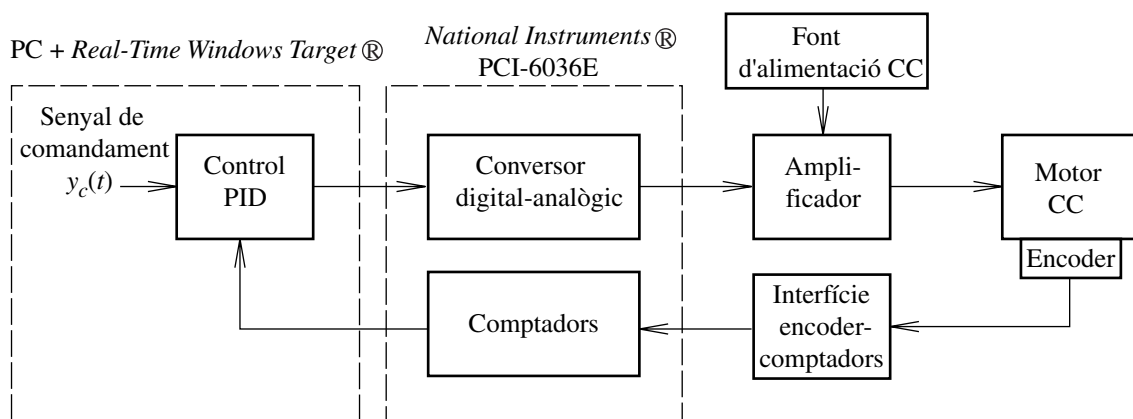 PC + Real-Time Windows Target ®
National Instruments ®
PCI-6036E
Font
d'alimentació CC
Senyal de
comandament
yc(t)
Control
PID
Conversor
digital-analògic
Ampli-
ficador
Motor
CC
Encoder
Comptadors
Interfície
encoder-
comptadors